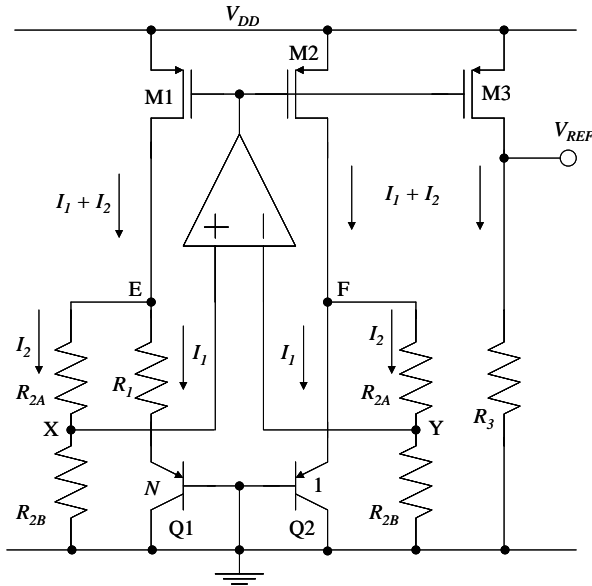 V_DD
M1
M2
M3
V_REF
I_1 + I_2
I_1 + I_2
+
−
E
F
I_2
I_1
I_1
I_2
R_2A
R_1
R_2A
R_3
X
Y
N
1
R_2B
Q1
Q2
R_2B